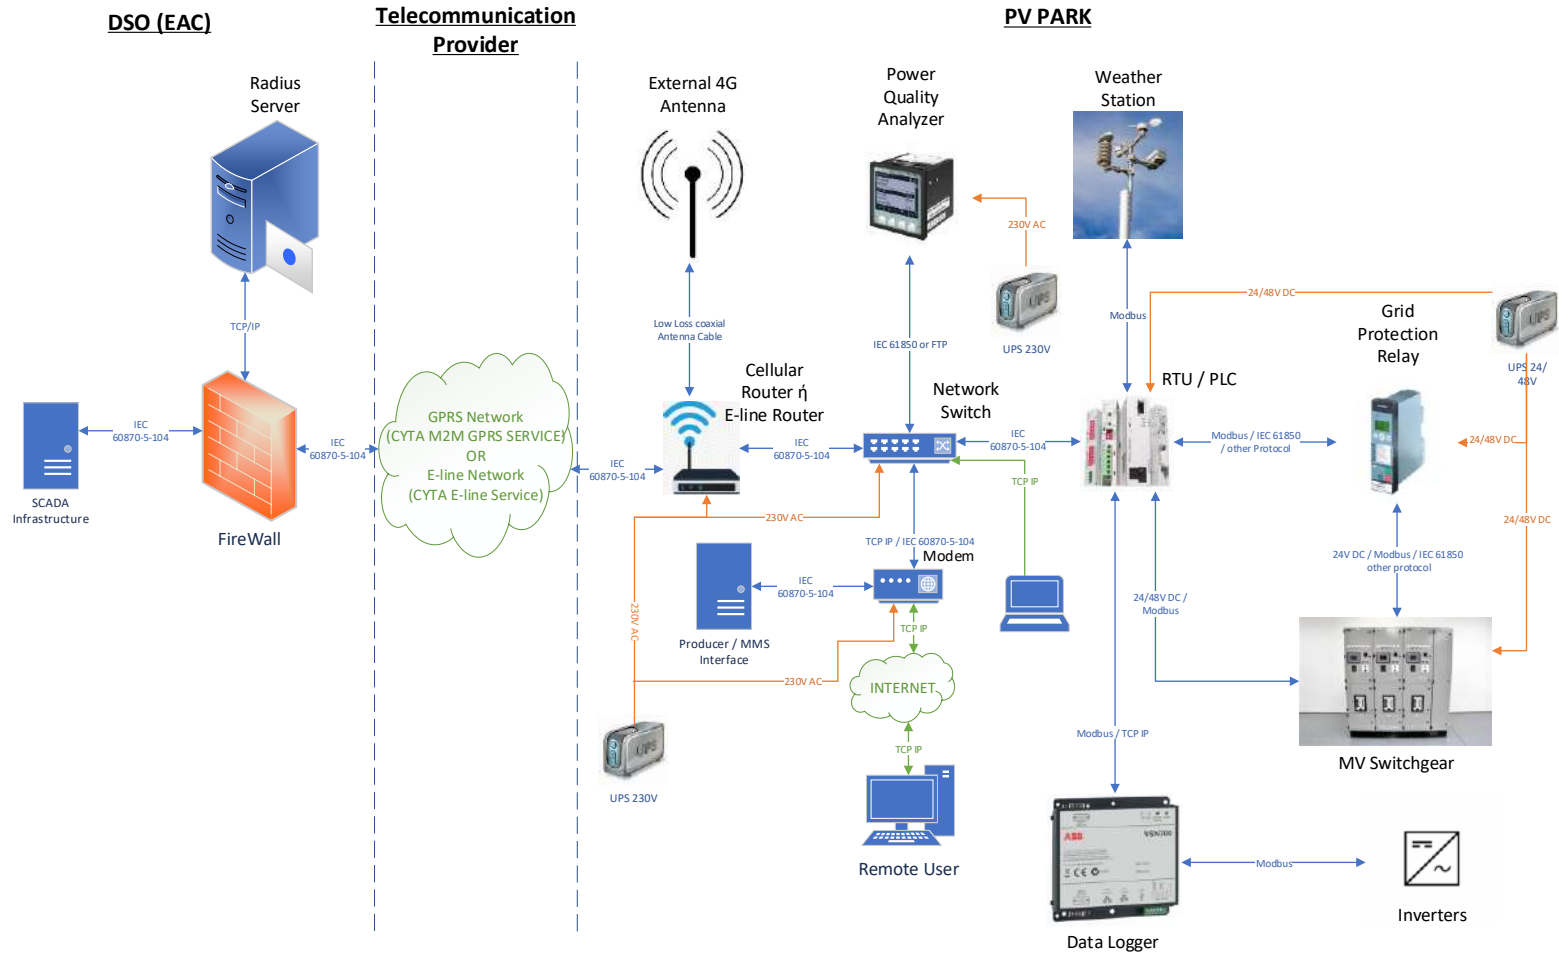 DSO (EAC)
Telecommunication
Provider
PV PARK
Radius
Server
External 4G
Antenna
Power
Quality
Analyzer
Weather
Station
230V AC
UPS
UPS 230V
24/48V DC
UPS
UPS 24/
48V
Modbus
Grid
Protection
Relay
TCP/IP
Low Loss coaxial
Antenna Cable
IEC 61850 or FTP
Cellular
Router ή
E-line Router
Network
Switch
RTU / PLC
IEC
60870-5-104
IEC
60870-5-104
GPRS Network
(CYTA M2M GPRS SERVICE)
OR
E-line Network
(CYTA E-line Service)
IEC
60870-5-104
IEC
60870-5-104
IEC
60870-5-104
Modbus / IEC 61850
/ other Protocol
24/48V DC
TCP IP
SCADA
Infrastructure
FireWall
230V AC
24/48V DC
TCP IP / IEC 60870-5-104
Modem
24V DC / Modbus / IEC 61850
other protocol
IEC
60870-5-104
230V AC
24/48V DC /
Modbus
TCP IP
Producer / MMS
Interface
230V AC
INTERNET
Modbus / TCP IP
TCP IP
UPS
UPS 230V
MV Switchgear
ABB
VSN700
Remote User
Modbus
Inverters
Data Logger